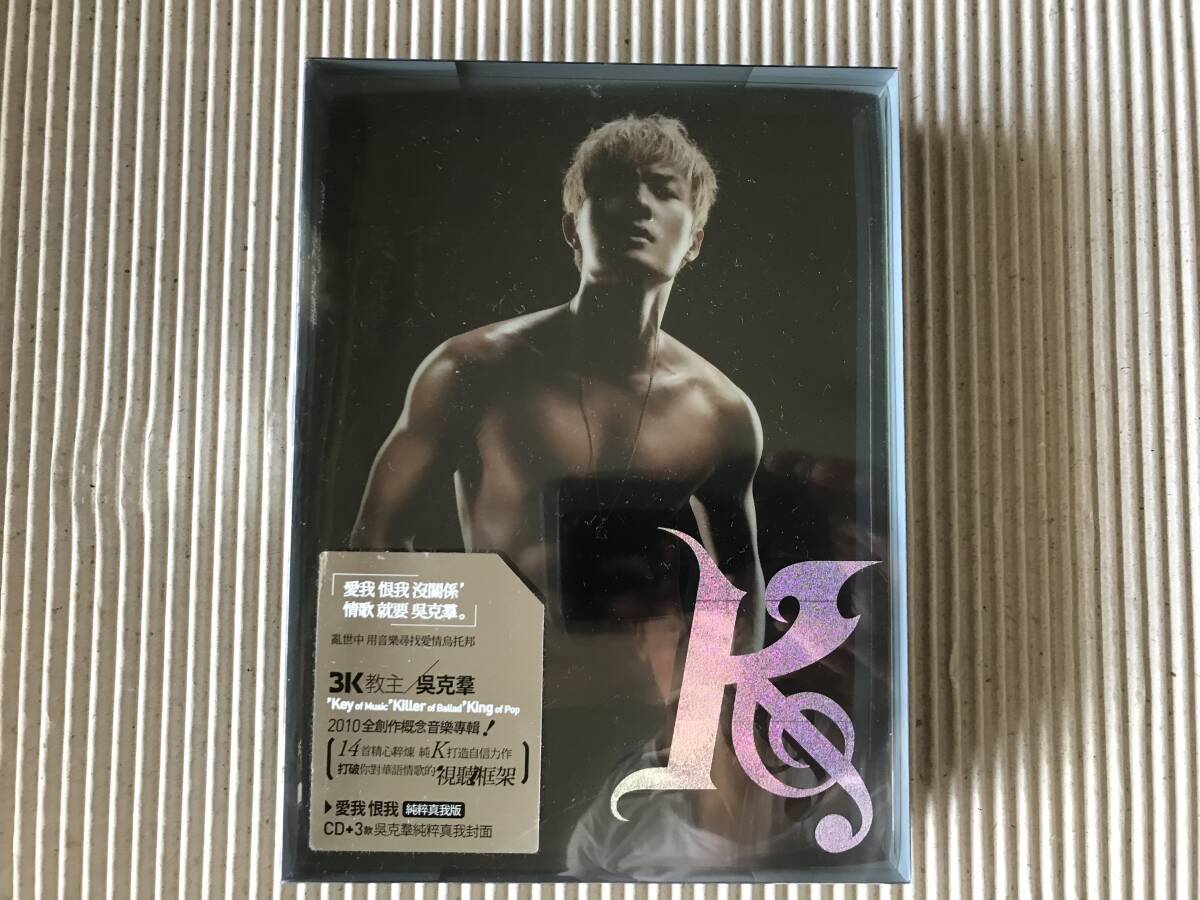 K
「愛我 恨我 沒關係,
情歌 就要 吳克羣。」
亂世中 用音樂尋找愛情烏托邦
3K教主/吳克羣
"Key of Music"Killer of Ballad"King of Pop
2010全創作概念音樂專輯!
14首精心粹煉 純K打造自信力作
打破你對華語情歌的"視聽框架
▶愛我 恨我 純粹真我版
CD+3款吳克羣純粹真我封面